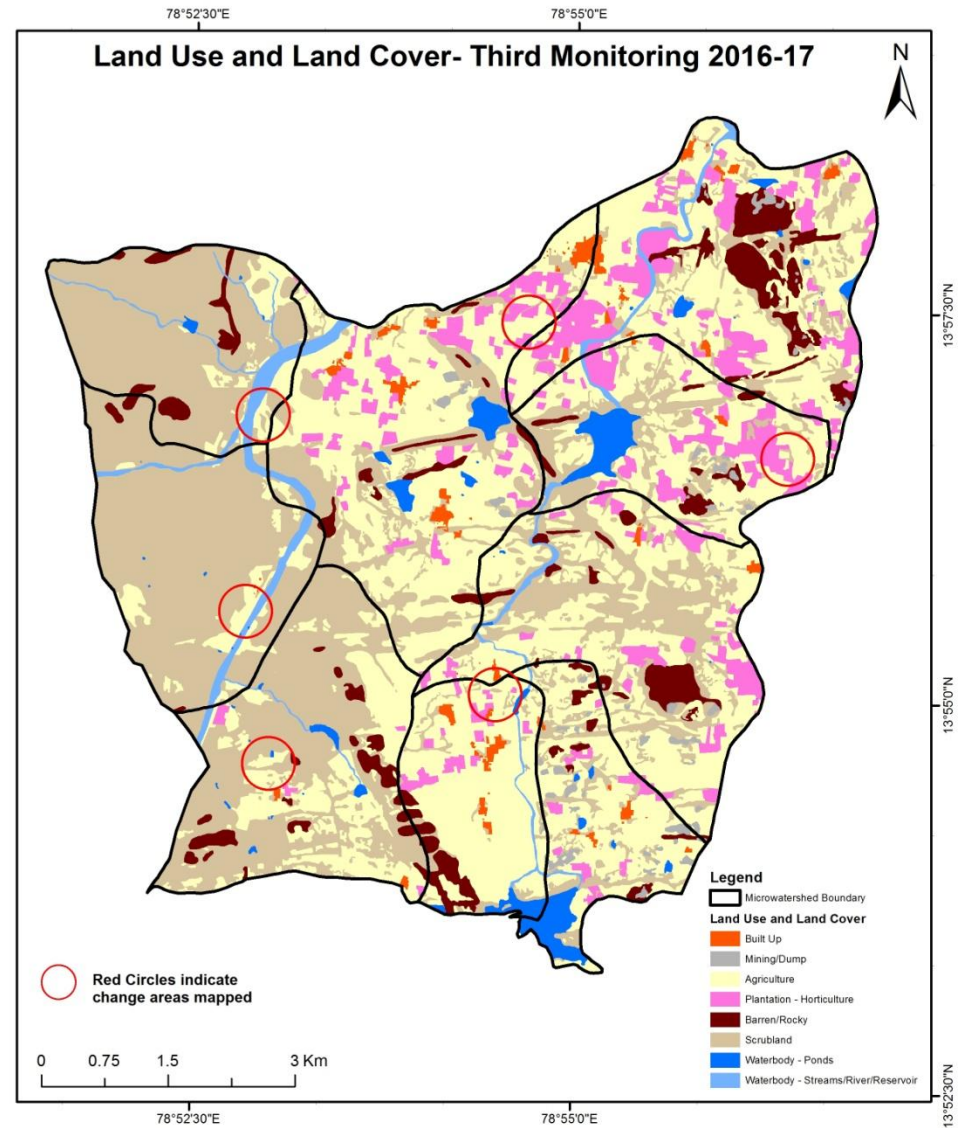 78°52'30"E
78°55'0"E
Land Use and Land Cover- Third Monitoring 2016-17
N
13°57'30"N
13°55'0"N
13°52'30"N
Legend
Microwatershed Boundary
Land Use and Land Cover
Built Up
Mining/Dump
Agriculture
Plantation - Horticulture
Barren/Rocky
Scrubland
Waterbody - Ponds
Waterbody - Streams/River/Reservoir
Red Circles indicate
change areas mapped
0 0.75 1.5 3 Km
78°52'30"E
78°55'0"E